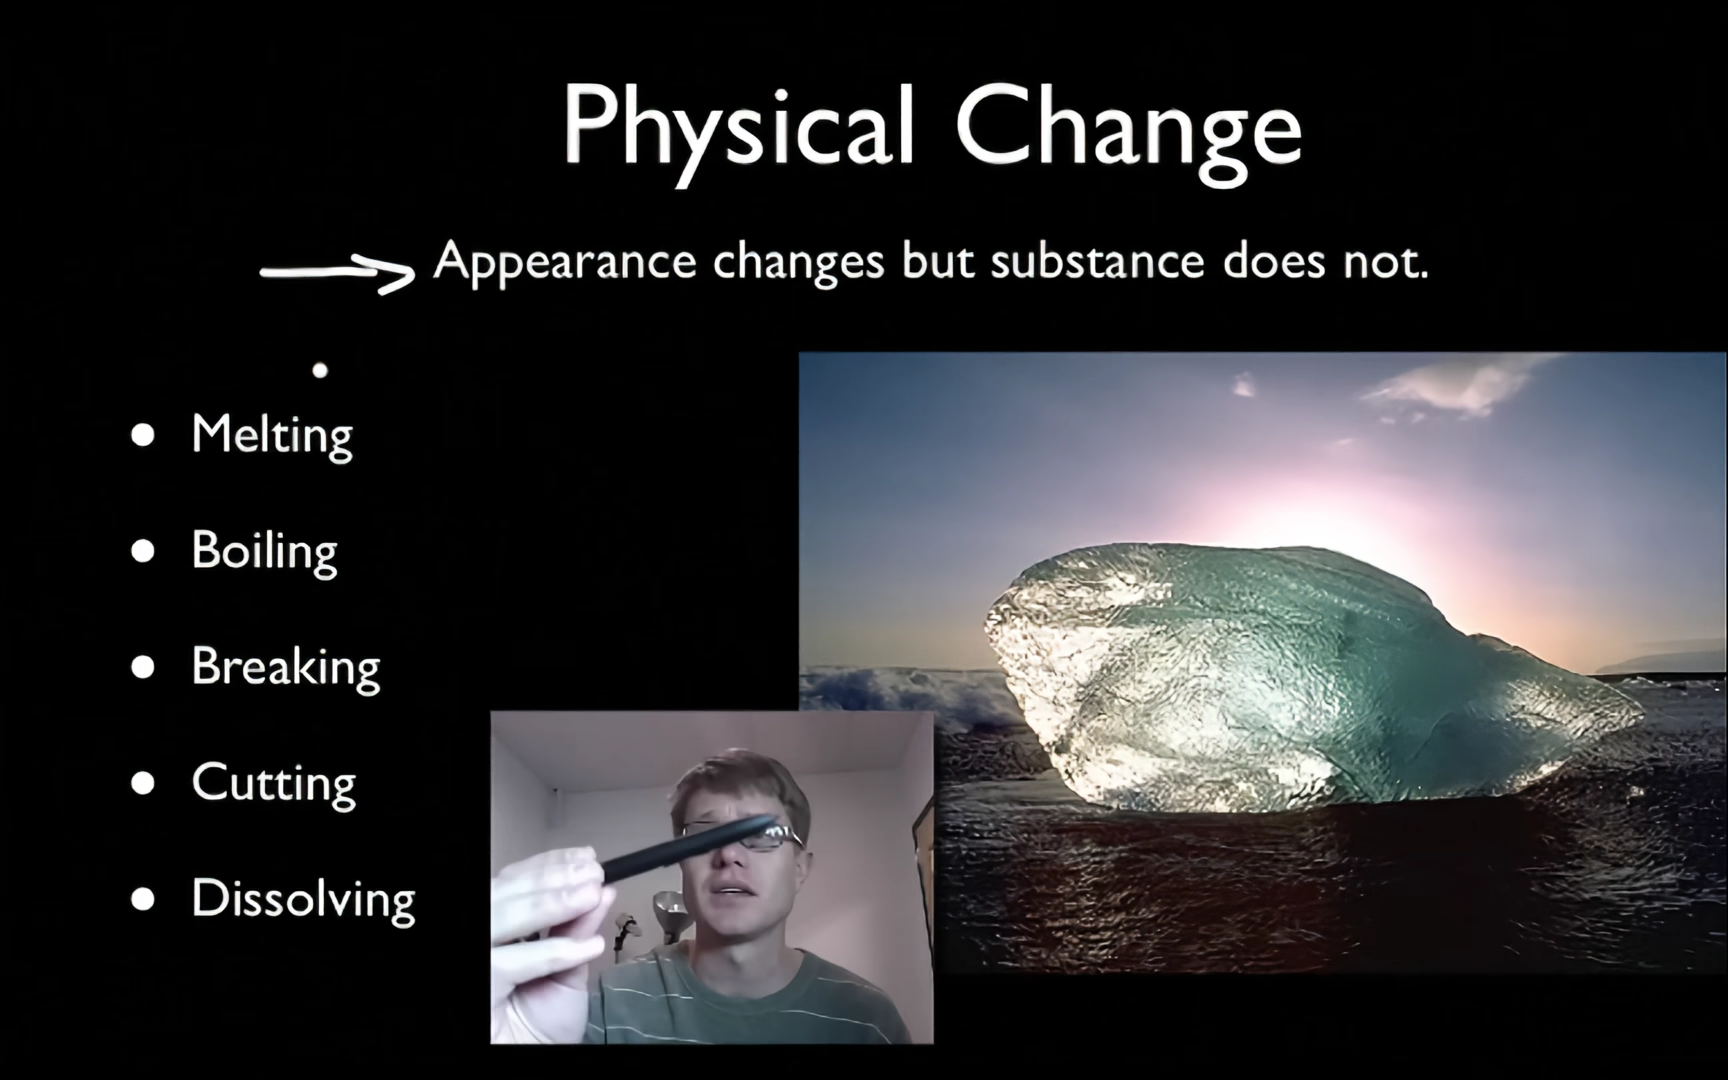 Physical Change
Appearance changes but substance does not.
• Melting
• Boiling
• Breaking
• Cutting
• Dissolving